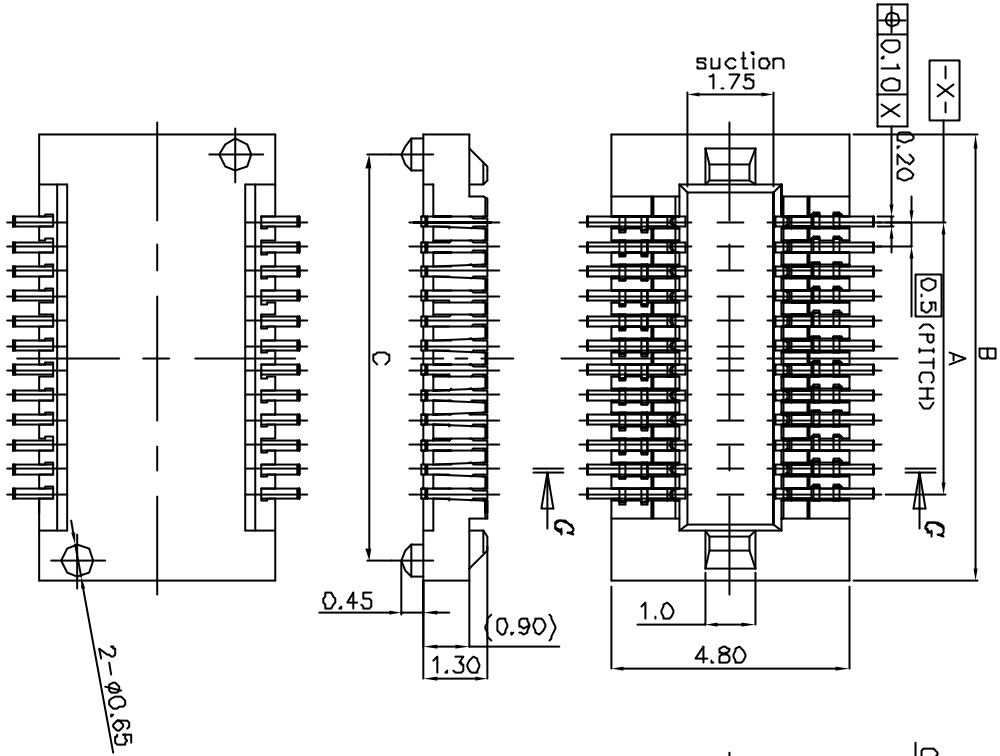 ⌖ 0.10 X
-X-
suction
1.75
0.20
0.5 (PITCH)
A
B
C
G
G
0.45
(0.90)
1.30
1.0
4.80
2-ø0.65